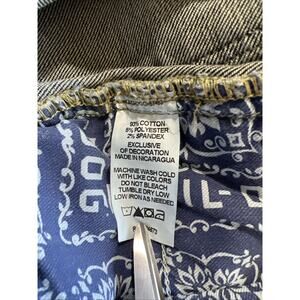 93% COTTON
5% POLYESTER
2% SPANDEX
EXCLUSIVE
OF DECORATION
MADE IN NICARAGUA
MACHINE WASH COLD
WITH LIKE COLORS
DO NOT BLEACH
TUMBLE DRY LOW
LOW IRON AS NEEDED